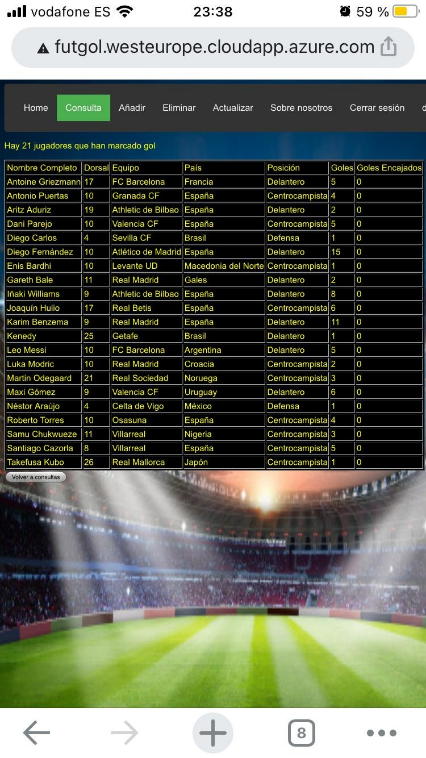 vodafone ES 23:38 59 %
futgol.westeurope.cloudapp.azure.com
Home Consulta Añadir Eliminar Actualizar Sobre nosotros Cerrar sesión d
Hay 21 jugadores que han marcado gol
Nombre Completo Dorsal Equipo País Posición Goles Goles Encajados
Antoine Griezmann 17 FC Barcelona Francia Delantero 5 0
Antonio Puertas 10 Granada CF España Centrocampista 4 0
Aritz Aduriz 19 Athletic de Bilbao España Delantero 2 0
Dani Parejo 10 Valencia CF España Centrocampista 5 0
Diego Carlos 4 Sevilla CF Brasil Defensa 1 0
Diego Fernández 10 Atlético de Madrid España Delantero 15 0
Enis Bardhi 10 Levante UD Macedonia del Norte Centrocampista 1 0
Gareth Bale 11 Real Madrid Gales Delantero 2 0
Iñaki Williams 9 Athletic de Bilbao España Delantero 8 0
Joaquín Huilo 17 Real Betis España Centrocampista 6 0
Karim Benzema 9 Real Madrid España Delantero 11 0
Kenedy 25 Getafe Brasil Delantero 1 0
Leo Messi 10 FC Barcelona Argentina Delantero 5 0
Luka Modric 10 Real Madrid Croacia Centrocampista 2 0
Martin Odegaard 21 Real Sociedad Noruega Centrocampista 3 0
Maxi Gómez 9 Valencia CF Uruguay Delantero 6 0
Néstor Araújo 4 Celta de Vigo México Defensa 1 0
Roberto Torres 10 Osasuna España Centrocampista 4 0
Samu Chukwueze 11 Villarreal Nigeria Centrocampista 3 0
Santiago Cazorla 8 Villarreal España Centrocampista 5 0
Takefusa Kubo 26 Real Mallorca Japón Centrocampista 1 0
Volver a consultas
8